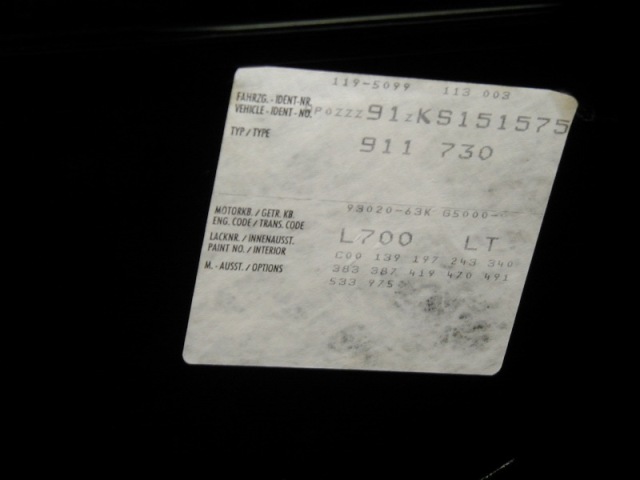 119-5099 113 003
FAHRZG. - IDENT-NR.
VEHICLE - IDENT - NO. POZZZ91ZKS151575
TYP / TYPE 911 730
MOTORKB. / GETR. KB. 93020-63K G5000-
ENG. CODE / TRANS. CODE
LACKNR. / INNENAUSST. L700 LT
PAINT NO. / INTERIOR C00 139 197 243 340
M. - AUSST. / OPTIONS 383 387 419 470 491
533 975